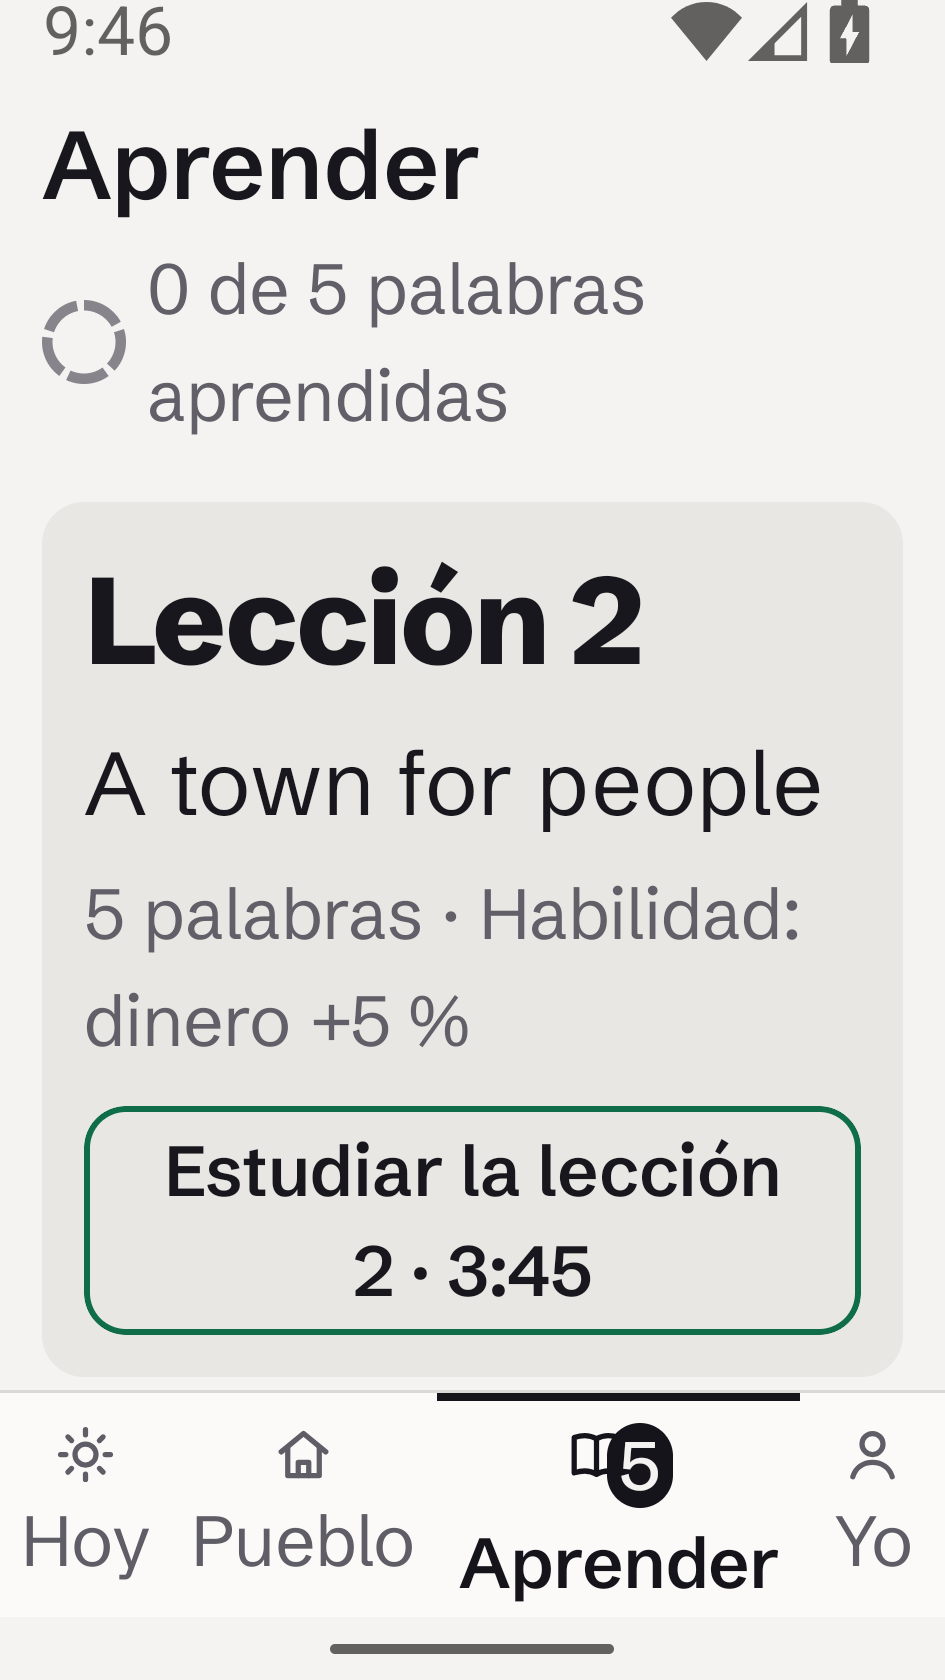 9:46
Aprender
0 de 5 palabras
aprendidas
Lección 2
A town for people
5 palabras · Habilidad:
dinero +5 %
Estudiar la lección
2 · 3:45
5
Hoy
Pueblo
Aprender
Yo